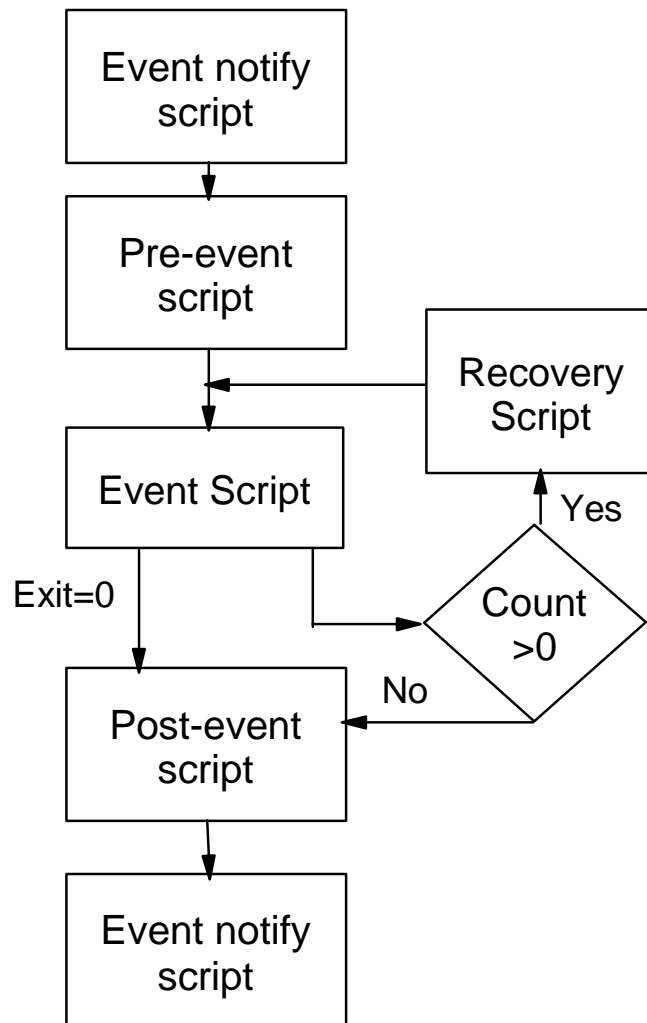 Event notify
script
Pre-event
script
Recovery
Script
Event Script
Yes
Exit=0
Count
>0
No
Post-event
script
Event notify
script